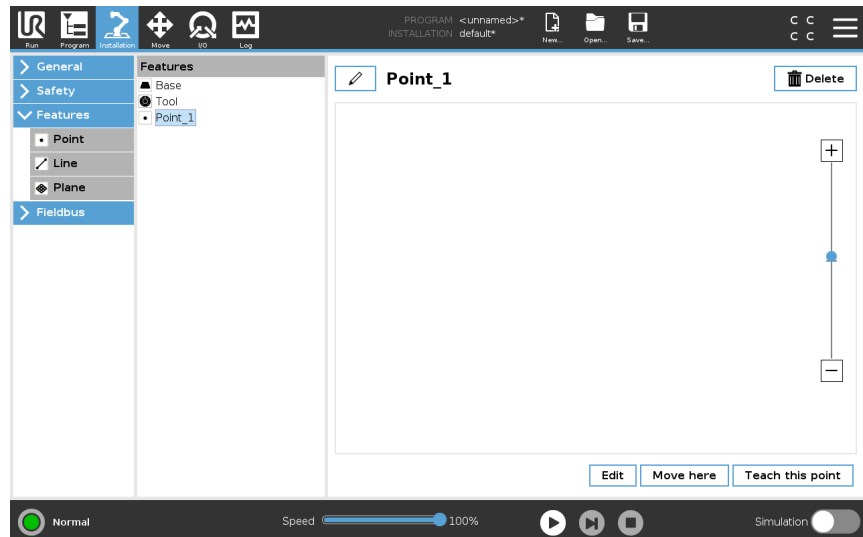 PROGRAM <unnamed>*
INSTALLATION default*
UR
Run Program Installation Move I/O Log New... Open... Save...
C C
C C
General
Safety
Features
Point
Line
Plane
Fieldbus
Features
Base
Tool
Point_1
Point_1
Delete
Edit Move here Teach this point
Normal
Speed 100%
Simulation